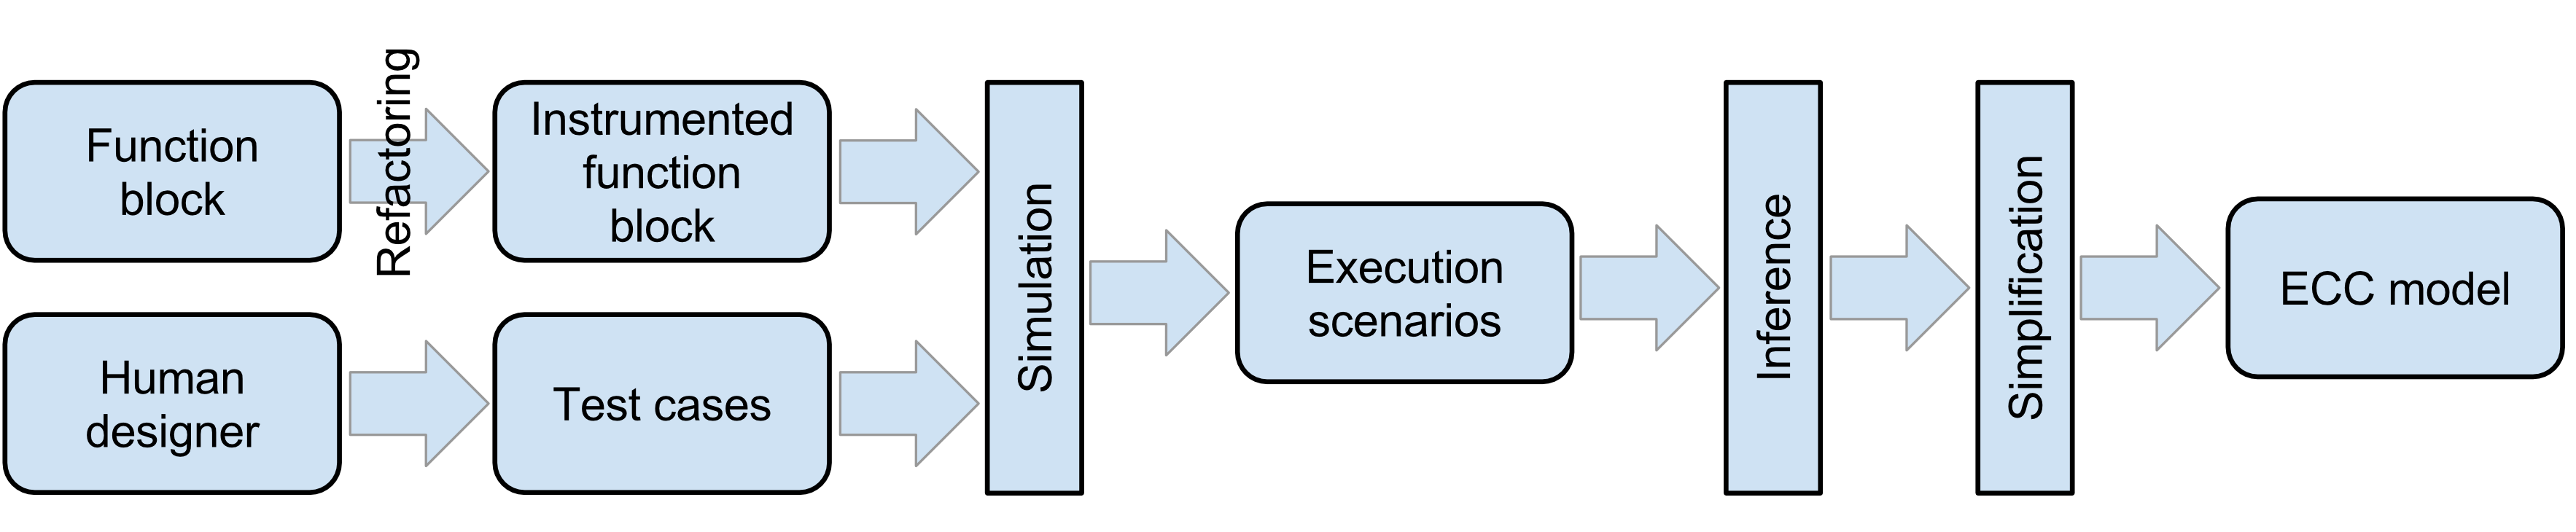 Function
block
Refactoring
Instrumented
function
block
Human
designer
Test cases
Simulation
Execution
scenarios
Inference
Simplification
ECC model